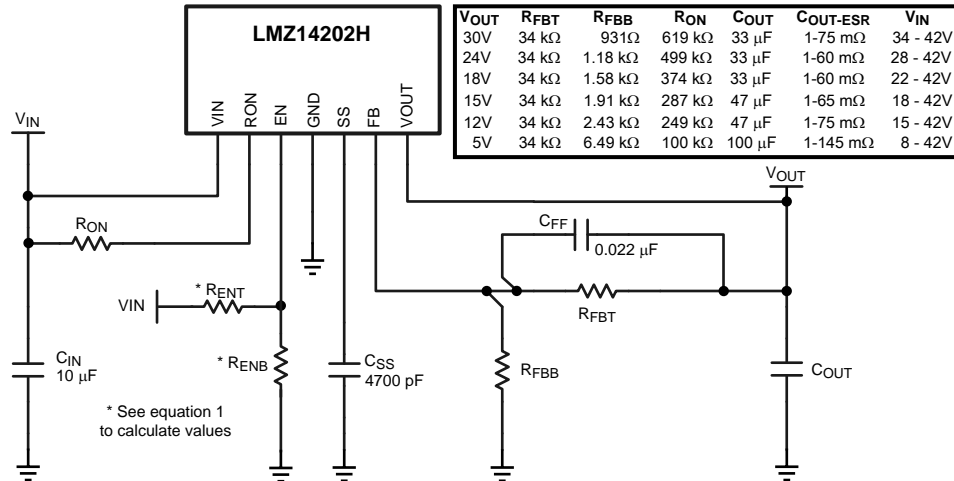 LMZ14202H
VIN
RON
EN
GND
SS
FB
VOUT
VOUT RFBT RFBB RON COUT COUT-ESR VIN
30V 34 kΩ 931Ω 619 kΩ 33 μF 1-75 mΩ 34 - 42V
24V 34 kΩ 1.18 kΩ 499 kΩ 33 μF 1-60 mΩ 28 - 42V
18V 34 kΩ 1.58 kΩ 374 kΩ 33 μF 1-60 mΩ 22 - 42V
15V 34 kΩ 1.91 kΩ 287 kΩ 47 μF 1-65 mΩ 18 - 42V
12V 34 kΩ 2.43 kΩ 249 kΩ 47 μF 1-75 mΩ 15 - 42V
5V 34 kΩ 6.49 kΩ 100 kΩ 100 μF 1-145 mΩ 8 - 42V
VIN
VOUT
RON
CFF
0.022 μF
VIN
* RENT
RFBT
CIN
10 μF
* RENB
CSS
4700 pF
RFBB
COUT
* See equation 1
to calculate values